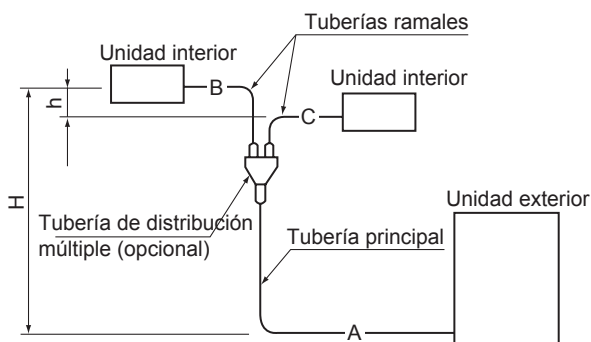 Tuberías ramales
Unidad interior
Unidad interior
B
h
C
H
Unidad exterior
Tubería de distribución
múltiple (opcional)
Tubería principal
A